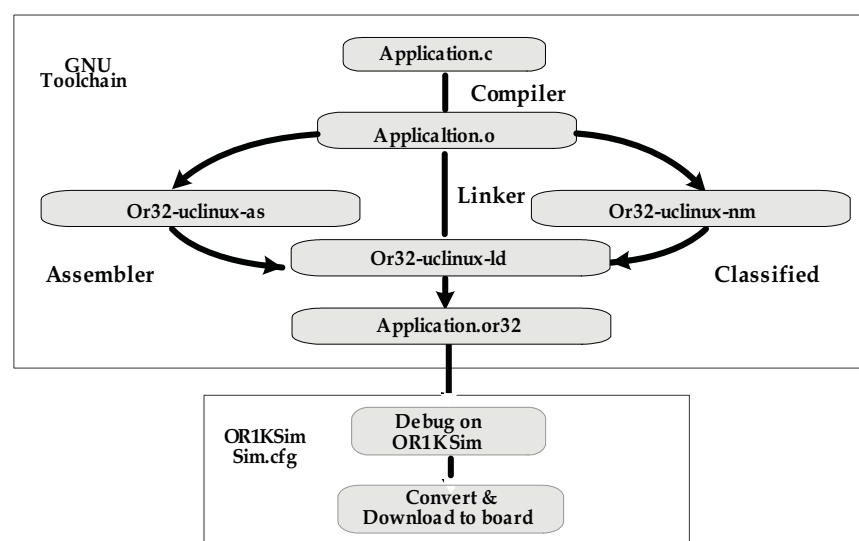 GNU
Toolchain
Application.c
Compiler
Applicaltion.o
Linker
Or32-uclinux-as
Or32-uclinux-nm
Assembler
Or32-uclinux-ld
Classified
Application.or32
OR1KSim
Sim.cfg
Debug on
OR1KSim
Convert &
Download to board